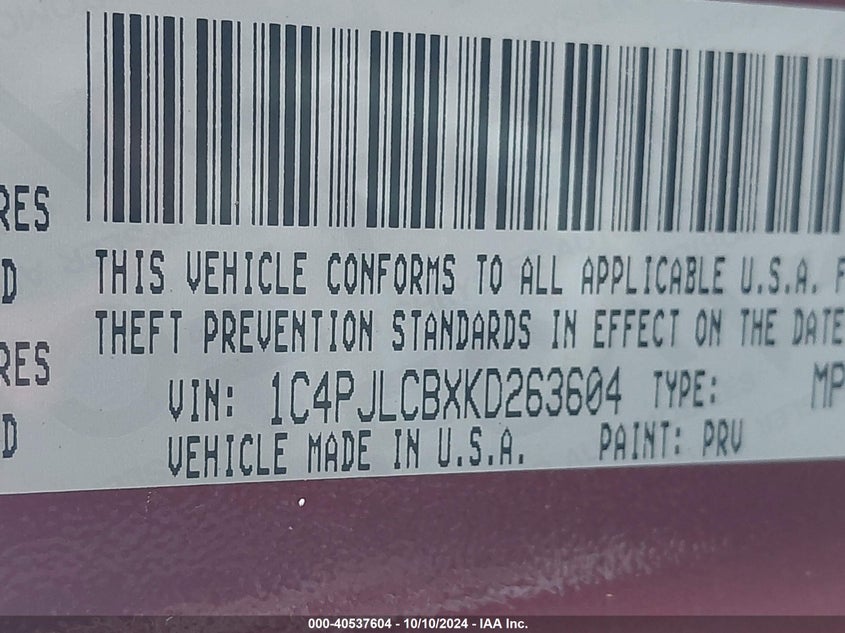 RES
D
THIS VEHICLE CONFORMS TO ALL APPLICABLE U.S.A. F
THEFT PREVENTION STANDARDS IN EFFECT ON THE DATE
RES
D
VIN: 1C4PJLCBXKD263604 TYPE: MP
VEHICLE MADE IN U.S.A. PAINT: PRV
000-40537604 - 10/10/2024 - IAA Inc.